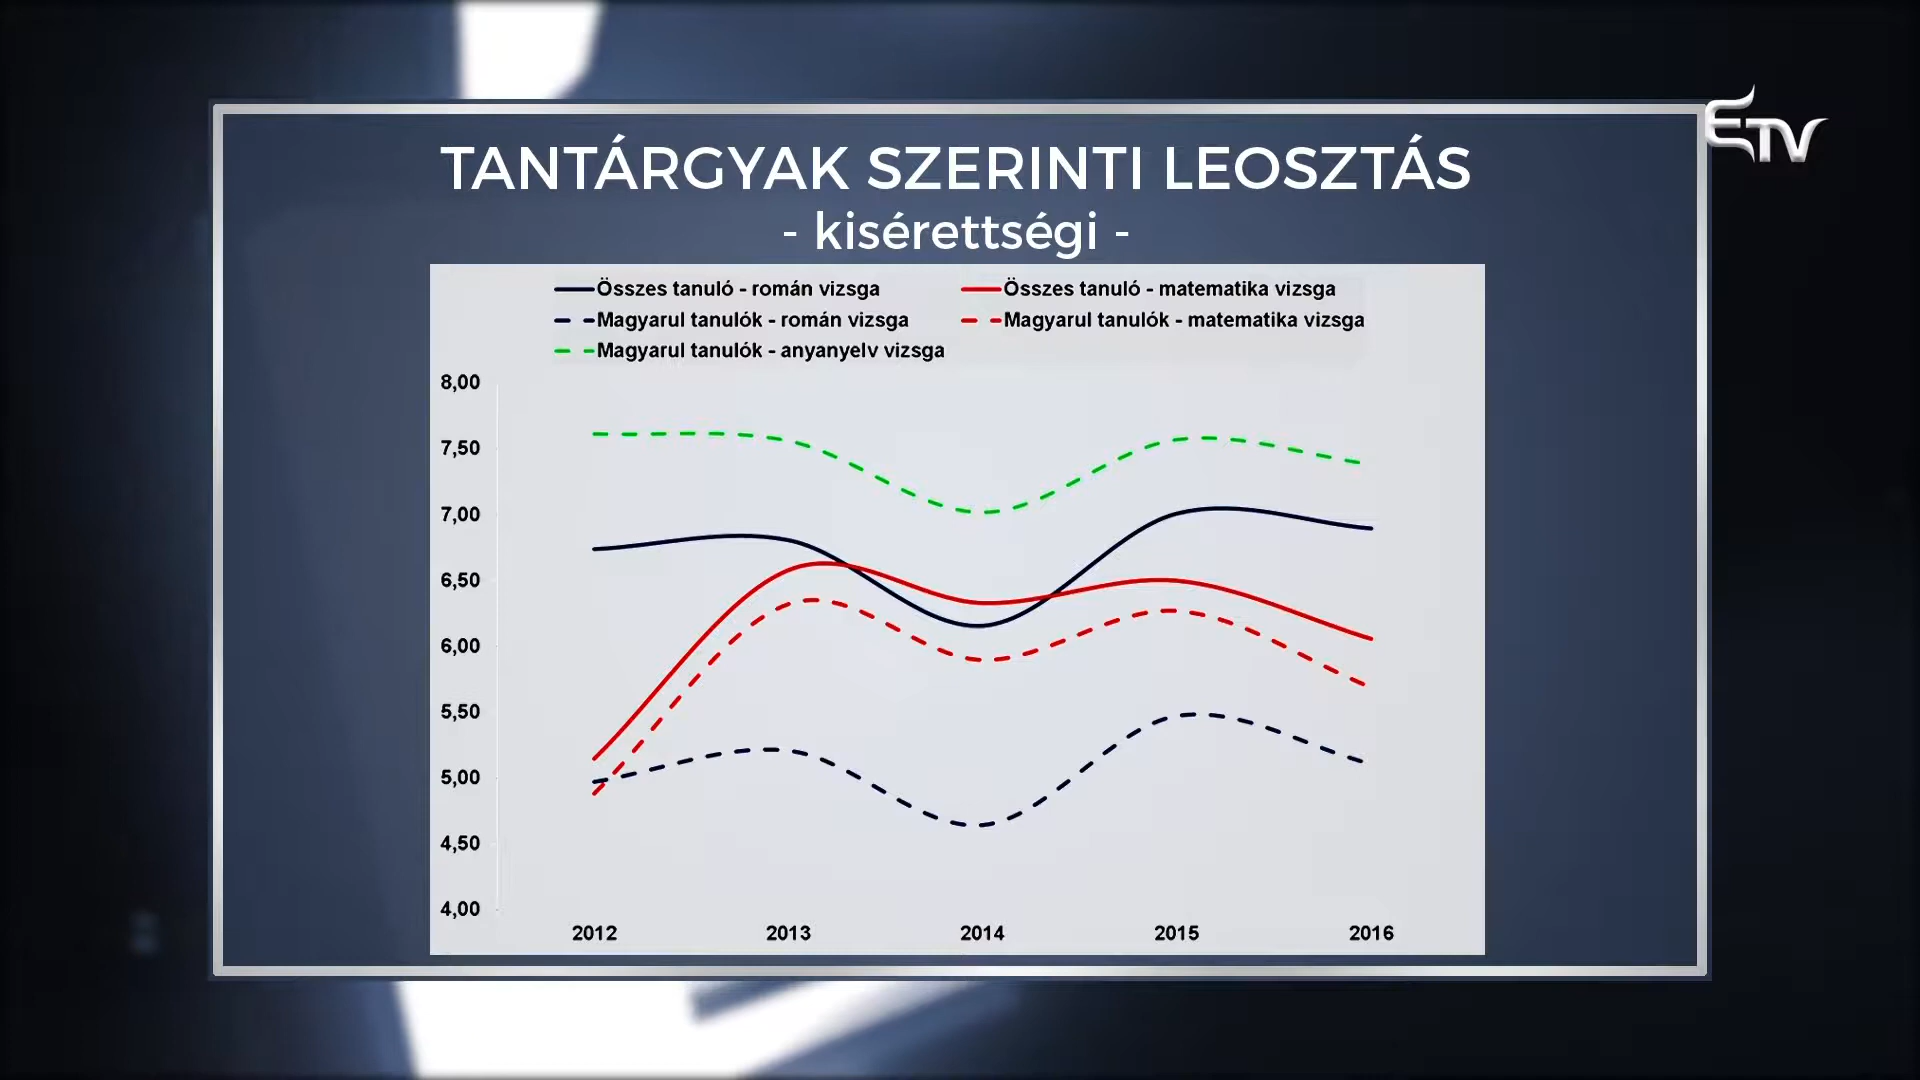 TANTÁRGYAK SZERINTI LEOSZTÁS
- kisérettségi -
ETV
Összes tanuló - román vizsga
Összes tanuló - matematika vizsga
Magyarul tanulók - román vizsga
Magyarul tanulók - matematika vizsga
Magyarul tanulók - anyanyelv vizsga
8,00
7,50
7,00
6,50
6,00
5,50
5,00
4,50
4,00
2012 2013 2014 2015 2016